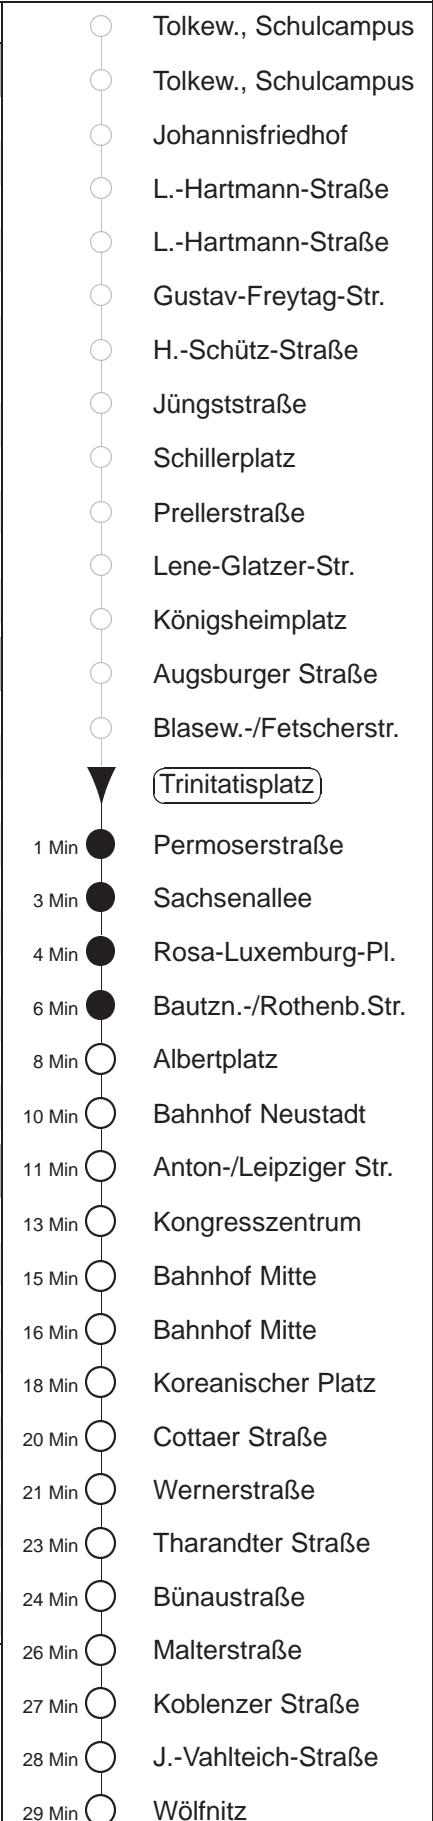 Tolkew., Schulcampus
Tolkew., Schulcampus
Johannisfriedhof
L.-Hartmann-Straße
L.-Hartmann-Straße
Gustav-Freytag-Str.
H.-Schütz-Straße
Jüngststraße
Schillerplatz
Prellerstraße
Lene-Glatzer-Str.
Königsheimplatz
Augsburger Straße
Blasew.-/Fetscherstr.
Trinitatisplatz
1 Min Permoserstraße
3 Min Sachsenallee
4 Min Rosa-Luxemburg-Pl.
6 Min Bautzn.-/Rothenb.Str.
8 Min Albertplatz
10 Min Bahnhof Neustadt
11 Min Anton-/Leipziger Str.
13 Min Kongresszentrum
15 Min Bahnhof Mitte
16 Min Bahnhof Mitte
18 Min Koreanischer Platz
20 Min Cottaer Straße
21 Min Wernerstraße
23 Min Tharandter Straße
24 Min Bünaustraße
26 Min Malterstraße
27 Min Koblenzer Straße
28 Min J.-Vahlteich-Straße
29 Min Wölfnitz